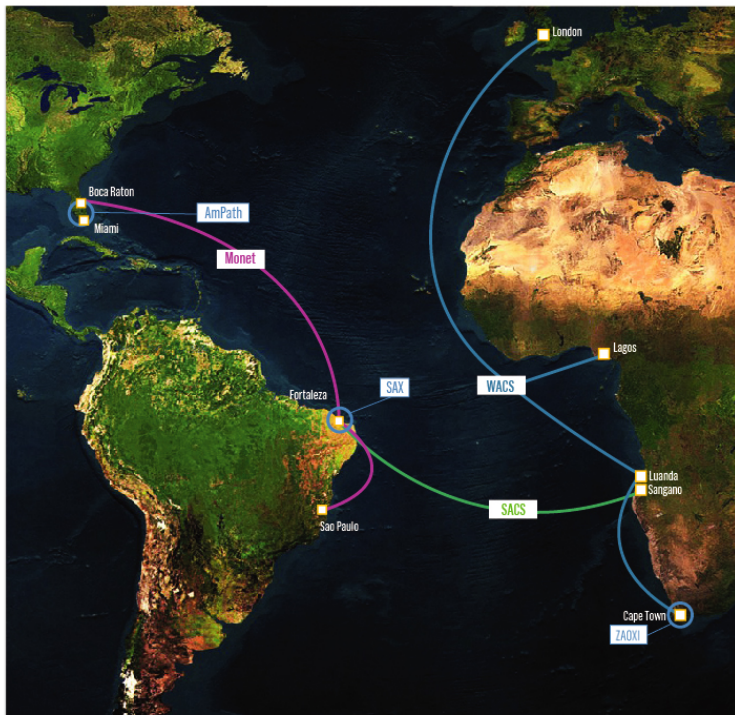 London
Boca Raton
AmPath
Miami
Monet
Lagos
Fortaleza
SAX
WACS
Luanda
Sangano
SACS
Sao Paulo
Cape Town
ZAOXI